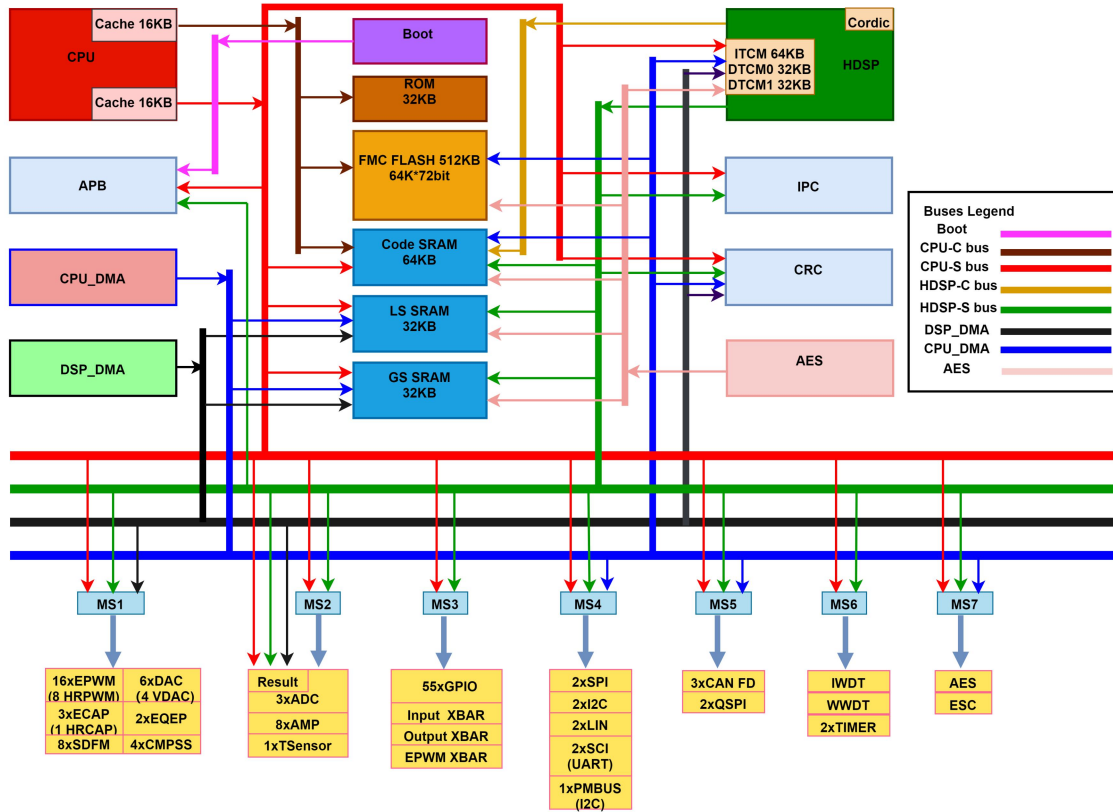 Cache 16KB
CPU
Cache 16KB
Boot
Cordic
ITCM 64KB
DTCM0 32KB
DTCM1 32KB
HDSP
ROM
32KB
FMC FLASH 512KB
64K*72bit
APB
IPC
Code SRAM
64KB
CPU_DMA
CRC
LS SRAM
32KB
DSP_DMA
GS SRAM
32KB
AES
Buses Legend
Boot
CPU-C bus
CPU-S bus
HDSP-C bus
HDSP-S bus
DSP_DMA
CPU_DMA
AES
MS1
MS2
MS3
MS4
MS5
MS6
MS7
16xEPWM
(8 HRPWM)
6xDAC
(4 VDAC)
3xECAP
(1 HRCAP)
2xEQEP
8xSDFM
4xCMPSS
Result
3xADC
8xAMP
1xTSensor
55xGPIO
Input XBAR
Output XBAR
EPWM XBAR
2xSPI
2xI2C
2xLIN
2xSCI
(UART)
1xPMBUS
(I2C)
3xCAN FD
2xQSPI
IWDT
WWDT
2xTIMER
AES
ESC